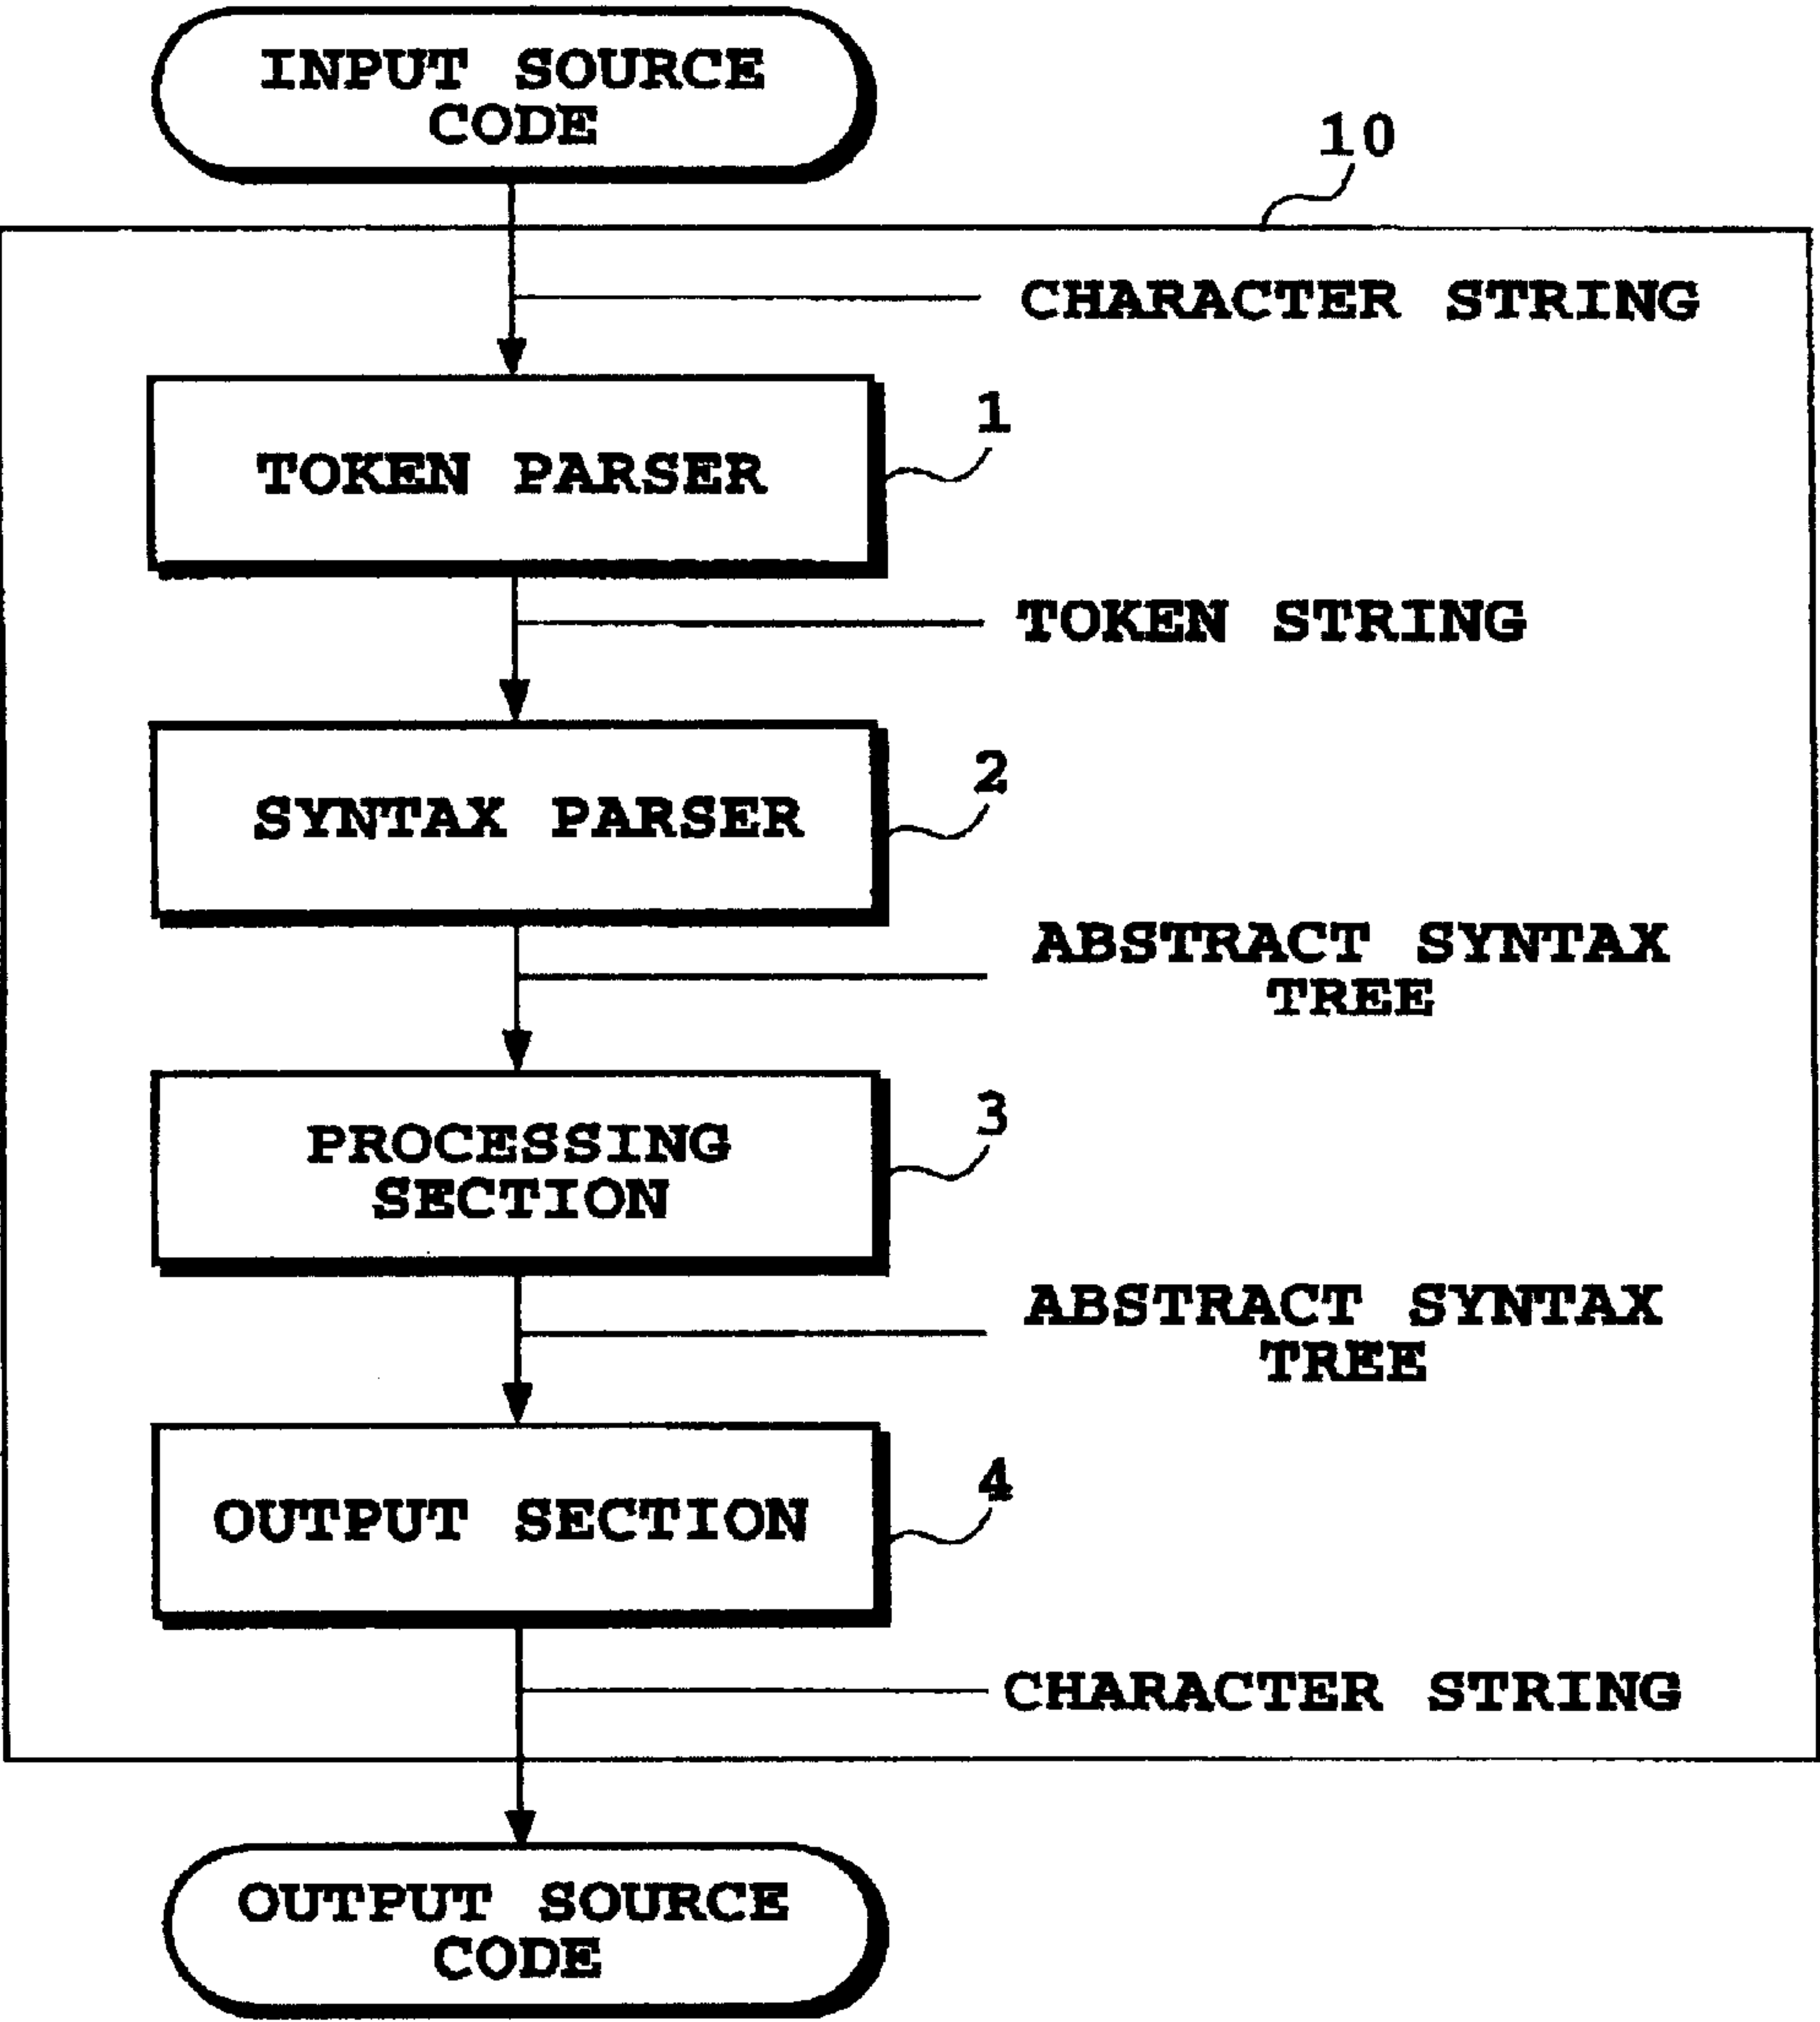 INPUT SOURCE
CODE
10
CHARACTER STRING
1
TOKEN PARSER
TOKEN STRING
2
SYNTAX PARSER
ABSTRACT SYNTAX
TREE
3
PROCESSING
SECTION
ABSTRACT SYNTAX
TREE
4
OUTPUT SECTION
CHARACTER STRING
OUTPUT SOURCE
CODE